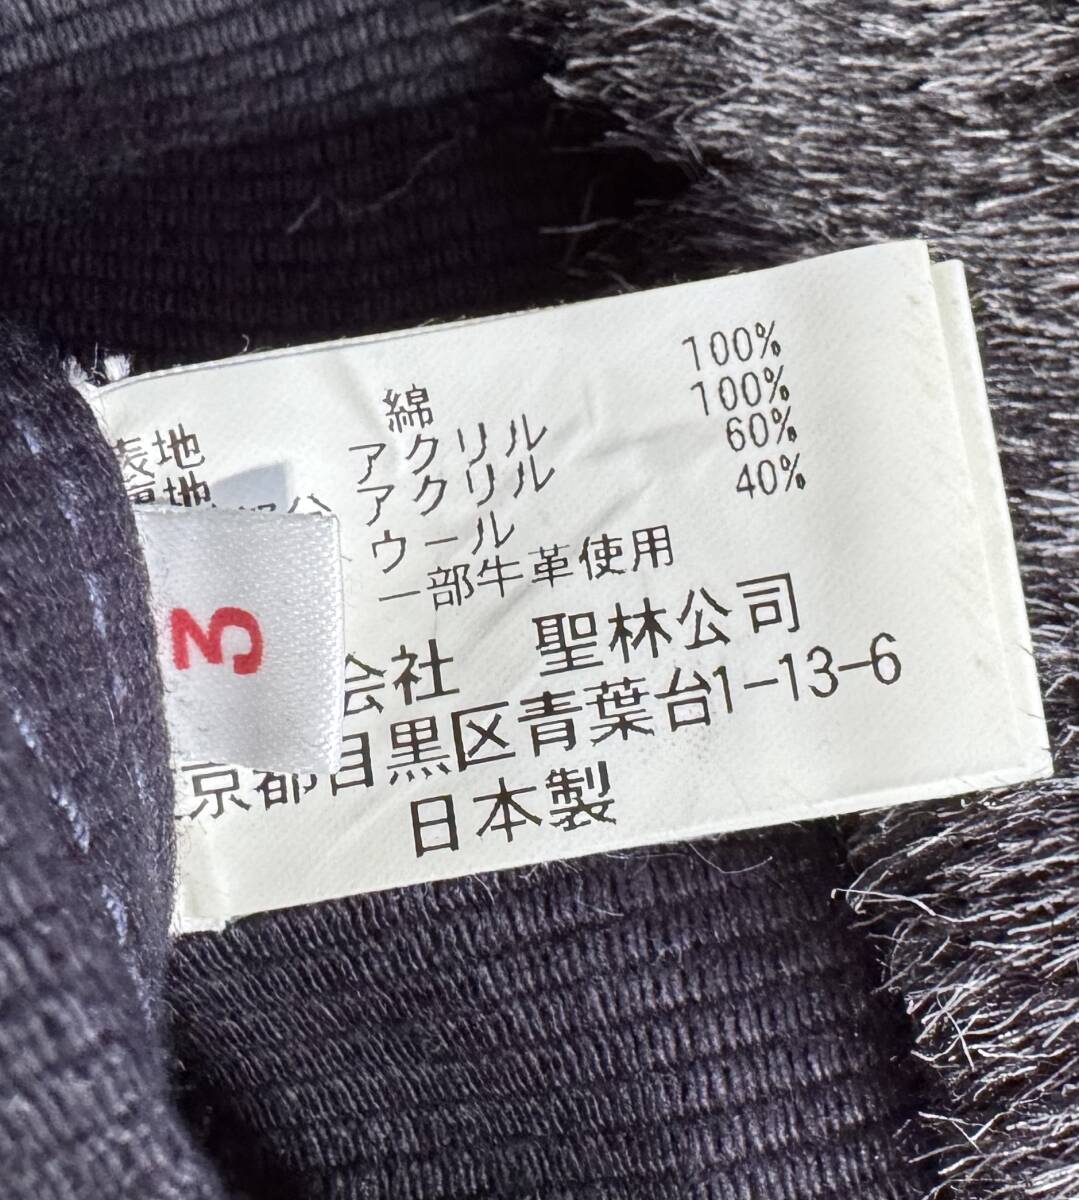 表地 綿 100%
裏地 アクリル 100%
部分 アクリル 60%
ウール 40%
一部牛革使用
会社 聖林公司
京都目黒区青葉台1-13-6
日本製
3